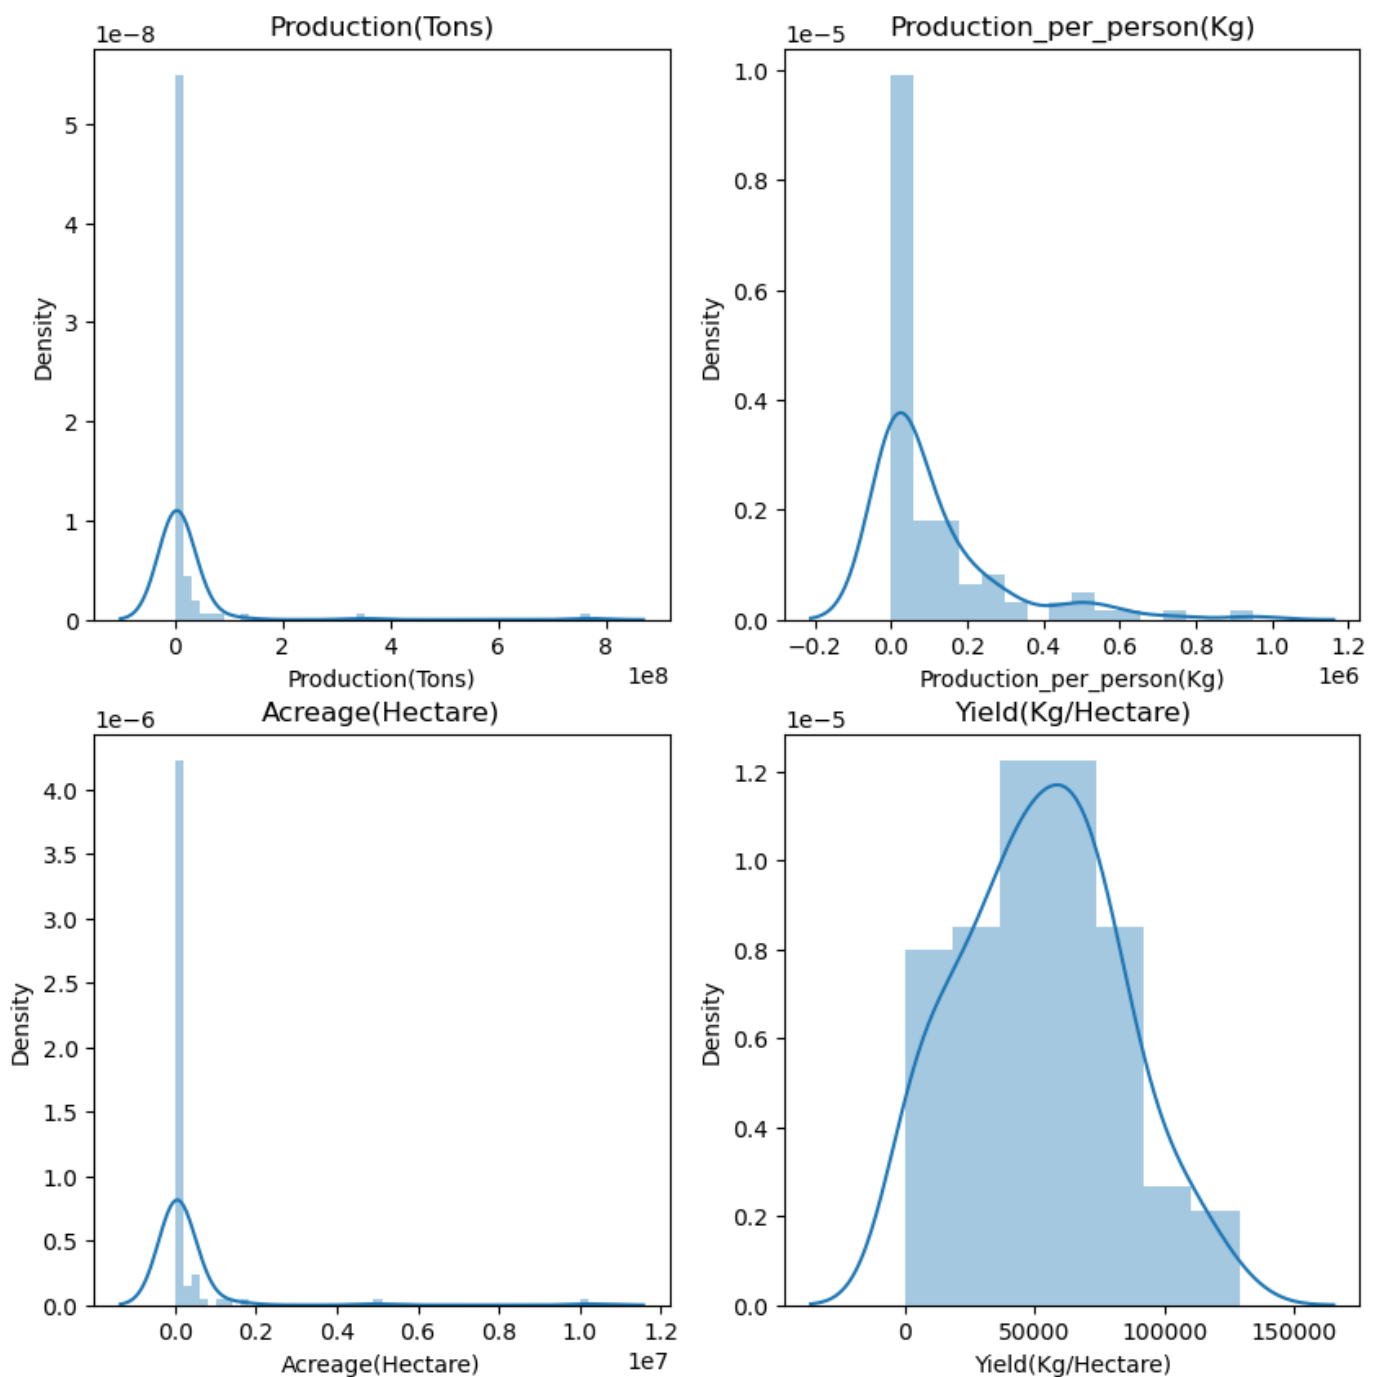 Production(Tons)
1e−8
Density
5
4
3
2
1
0
0 2 4 6 8
1e8
Production(Tons)
Production_per_person(Kg)
1e−5
Density
1.0
0.8
0.6
0.4
0.2
0.0
−0.2 0.0 0.2 0.4 0.6 0.8 1.0 1.2
1e6
Production_per_person(Kg)
Acreage(Hectare)
1e−6
Density
4.0
3.5
3.0
2.5
2.0
1.5
1.0
0.5
0.0
0.0 0.2 0.4 0.6 0.8 1.0 1.2
1e7
Acreage(Hectare)
Yield(Kg/Hectare)
1e−5
Density
1.2
1.0
0.8
0.6
0.4
0.2
0.0
0 50000 100000 150000
Yield(Kg/Hectare)